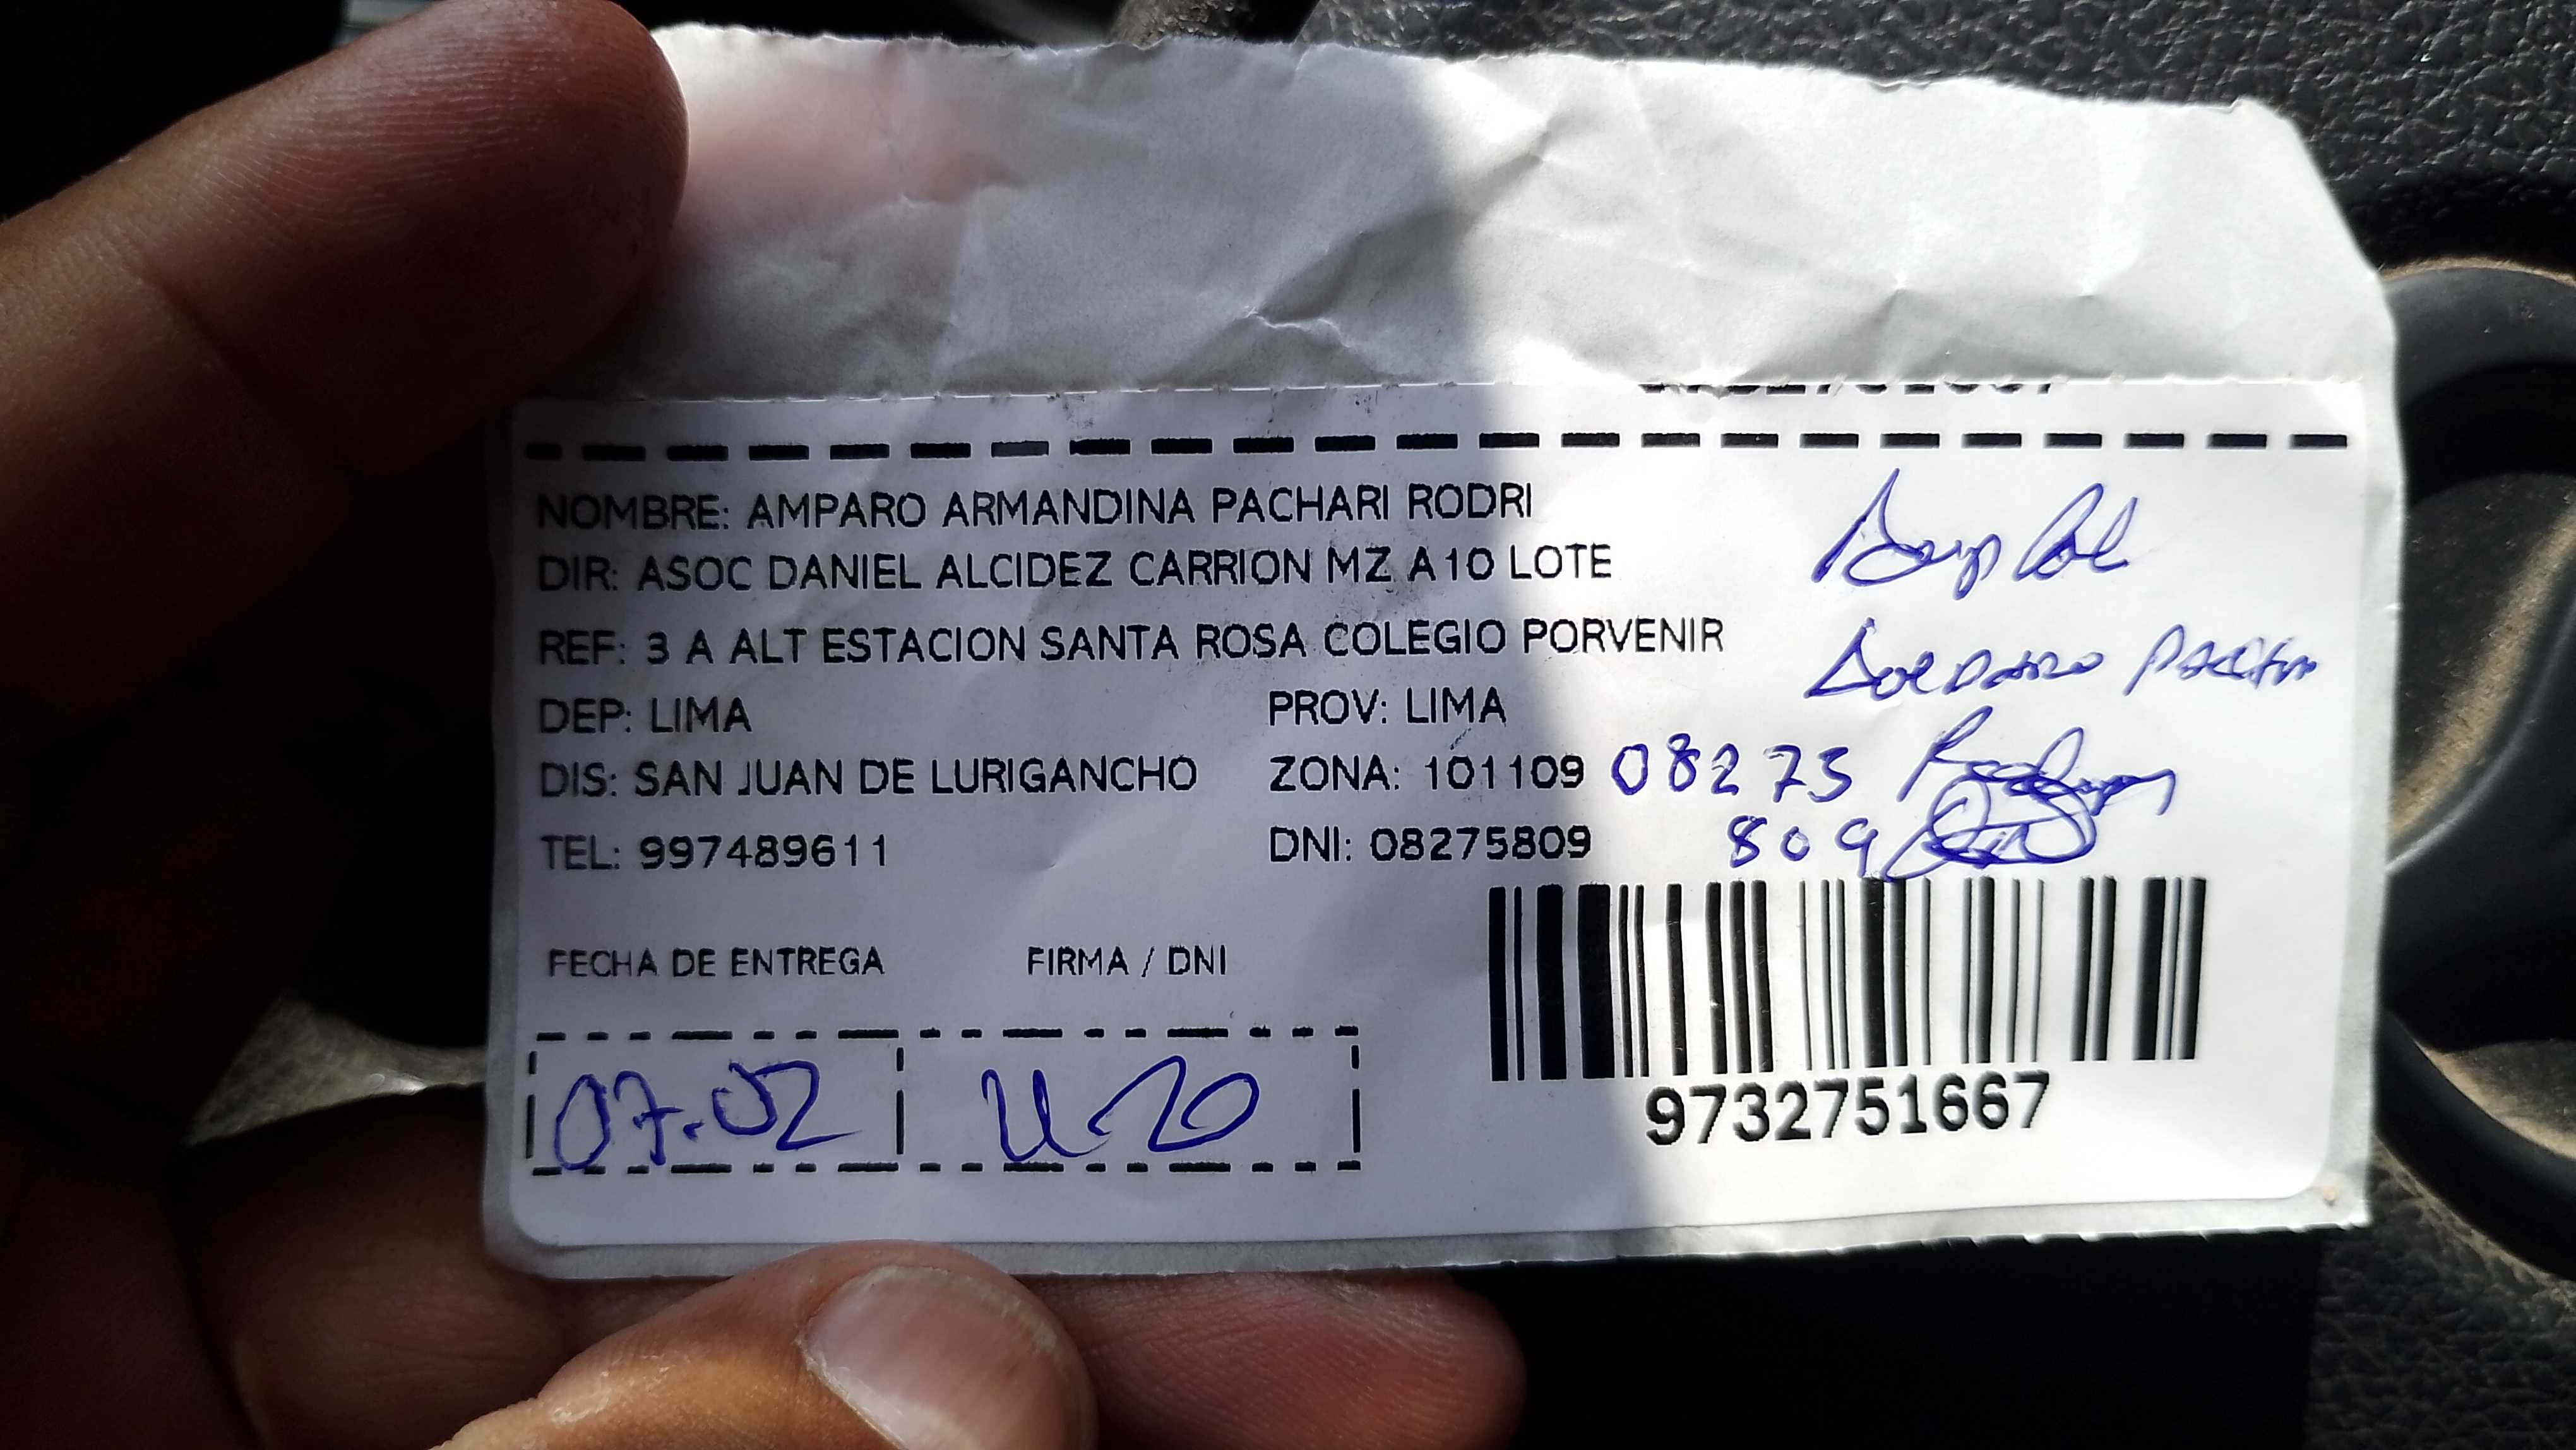 NOMBRE: AMPARO ARMANDINA PACHARI RODRI
DIR: ASOC DANIEL ALCIDEZ CARRION MZ A10 LOTE
REF: 3 A ALT ESTACION SANTA ROSA COLEGIO PORVENIR
DEP: LIMA PROV: LIMA
DIS: SAN JUAN DE LURIGANCHO ZONA: 101109 08275
TEL: 997489611 DNI: 08275809 809
FECHA DE ENTREGA FIRMA / DNI
07.02
9732751667